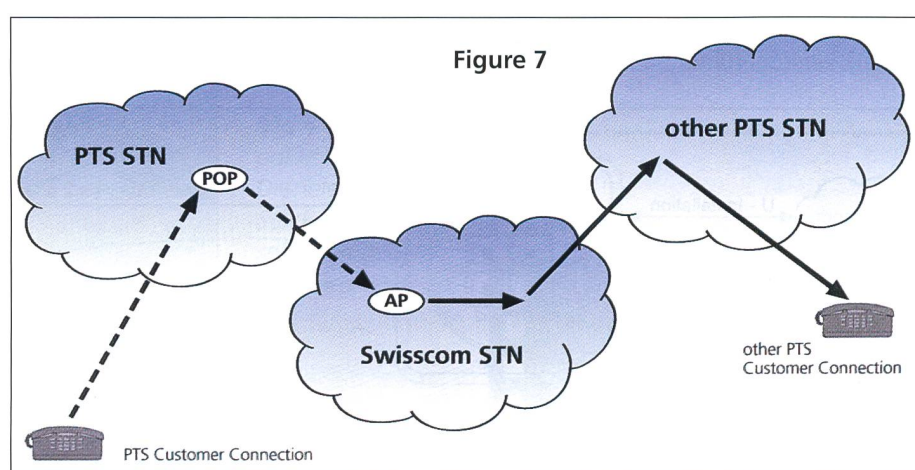 Figure 7
PTS STN
POP
other PTS STN
AP
Swisscom STN
other PTS
Customer Connection
PTS Customer Connection